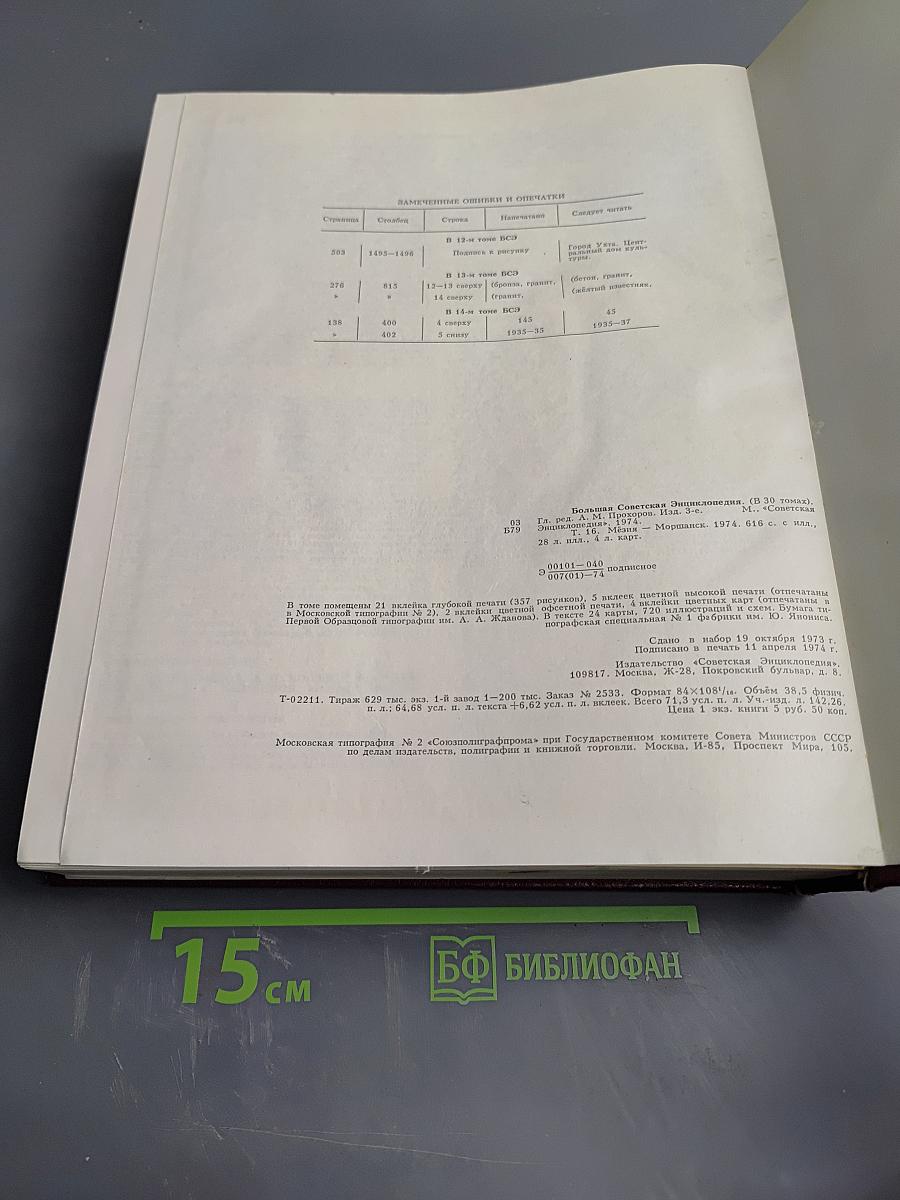 ЗАМЕЧЕННЫЕ ОШИБКИ И ОПЕЧАТКИ
Страница Столбец Строка Напечатано Следует читать
В 12-м томе БСЭ
503 1495—1496 Подпись к рисунку Город Ухта. Цент-
ральный дом куль-
туры.
В 13-м томе БСЭ
276 815 12—13 сверху (бронза, гранит, (бетон, гранит,
» » 14 сверху (гранит, (жёлтый известняк,
В 14-м томе БСЭ
138 400 4 сверху 145 45
» 402 5 снизу 1935—35 1935—37
03
Б79
Большая Советская Энциклопедия. (В 30 томах).
Гл. ред. А. М. Прохоров. Изд. 3-е. М., «Советская
Энциклопедия», 1974.
Т. 16. Мёзия — Моршанск. 1974. 616 с. с илл.,
28 л. илл., 4 л. карт.
Э 00101—040 подписное
007(01)—74
В томе помещены 21 вклейка глубокой печати (357 рисунков), 5 вклеек цветной высокой печати (отпечатаны
в Московской типографии № 2), 2 вклейки цветной офсетной печати, 4 вклейки цветных карт (отпечатаны в
Первой Образцовой типографии им. А. А. Жданова). В тексте 24 карты, 720 иллюстраций и схем. Бумага ти-
пографская специальная № 1 фабрики им. Ю. Янониса.
Сдано в набор 19 октября 1973 г.
Подписано в печать 11 апреля 1974 г.
Издательство «Советская Энциклопедия».
109817. Москва, Ж-28, Покровский бульвар, д. 8.
Т-02211. Тираж 629 тыс. экз. 1-й завод 1—200 тыс. Заказ № 2533. Формат 84×108¹/₁₆. Объём 38,5 физич.
п. л.; 64,68 усл. п. л. текста +6,62 усл. п. л. вклеек. Всего 71,3 усл. п. л. Уч.-изд. л. 142,26.
Цена 1 экз. книги 5 руб. 50 коп.
Московская типография № 2 «Союзполиграфпрома» при Государственном комитете Совета Министров СССР
по делам издательств, полиграфии и книжной торговли. Москва, И-85, Проспект Мира, 105.
15 см
БФ БИБЛИОФАН